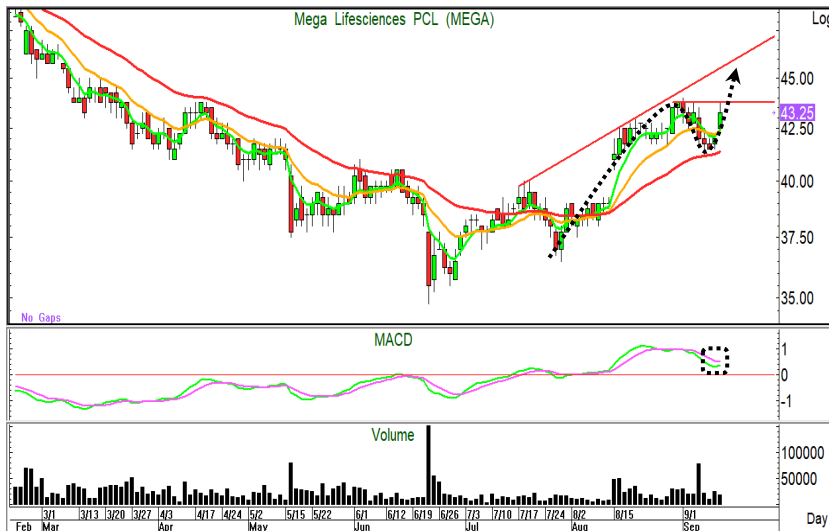 Mega Lifesciences PCL (MEGA)
Log
45.00
43.25
42.50
40.00
37.50
35.00
No Gaps
MACD
1
0
-1
Volume
100000
50000
3/1 3/13 3/20 3/27 4/3 4/17 4/24 5/2 5/15 5/22 6/1 6/12 6/19 6/26 7/3 7/10 7/17 7/24 8/2 8/15 9/1
Feb Mar Apr May Jun Jul Aug Sep
Day